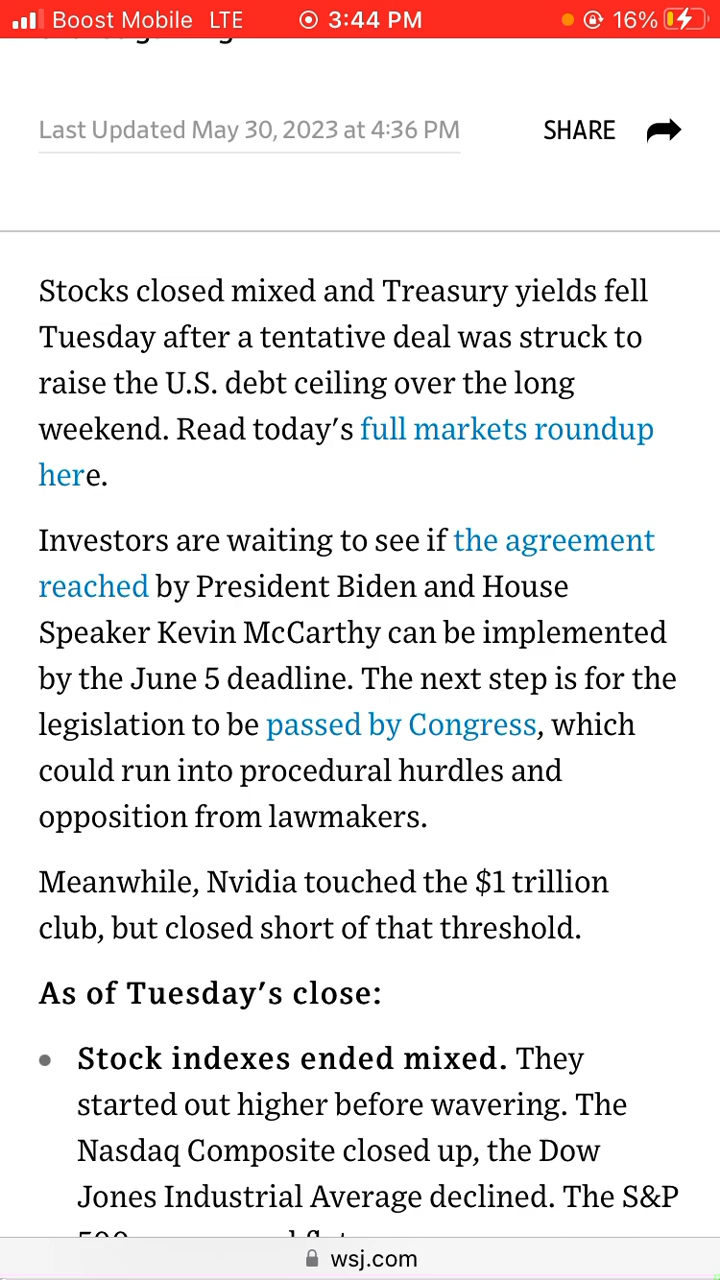 Boost Mobile LTE 3:44 PM 16%
Last Updated May 30, 2023 at 4:36 PM SHARE
Stocks closed mixed and Treasury yields fell
Tuesday after a tentative deal was struck to
raise the U.S. debt ceiling over the long
weekend. Read today's full markets roundup
here.
Investors are waiting to see if the agreement
reached by President Biden and House
Speaker Kevin McCarthy can be implemented
by the June 5 deadline. The next step is for the
legislation to be passed by Congress, which
could run into procedural hurdles and
opposition from lawmakers.
Meanwhile, Nvidia touched the $1 trillion
club, but closed short of that threshold.
As of Tuesday's close:
Stock indexes ended mixed. They
started out higher before wavering. The
Nasdaq Composite closed up, the Dow
Jones Industrial Average declined. The S&P
wsj.com